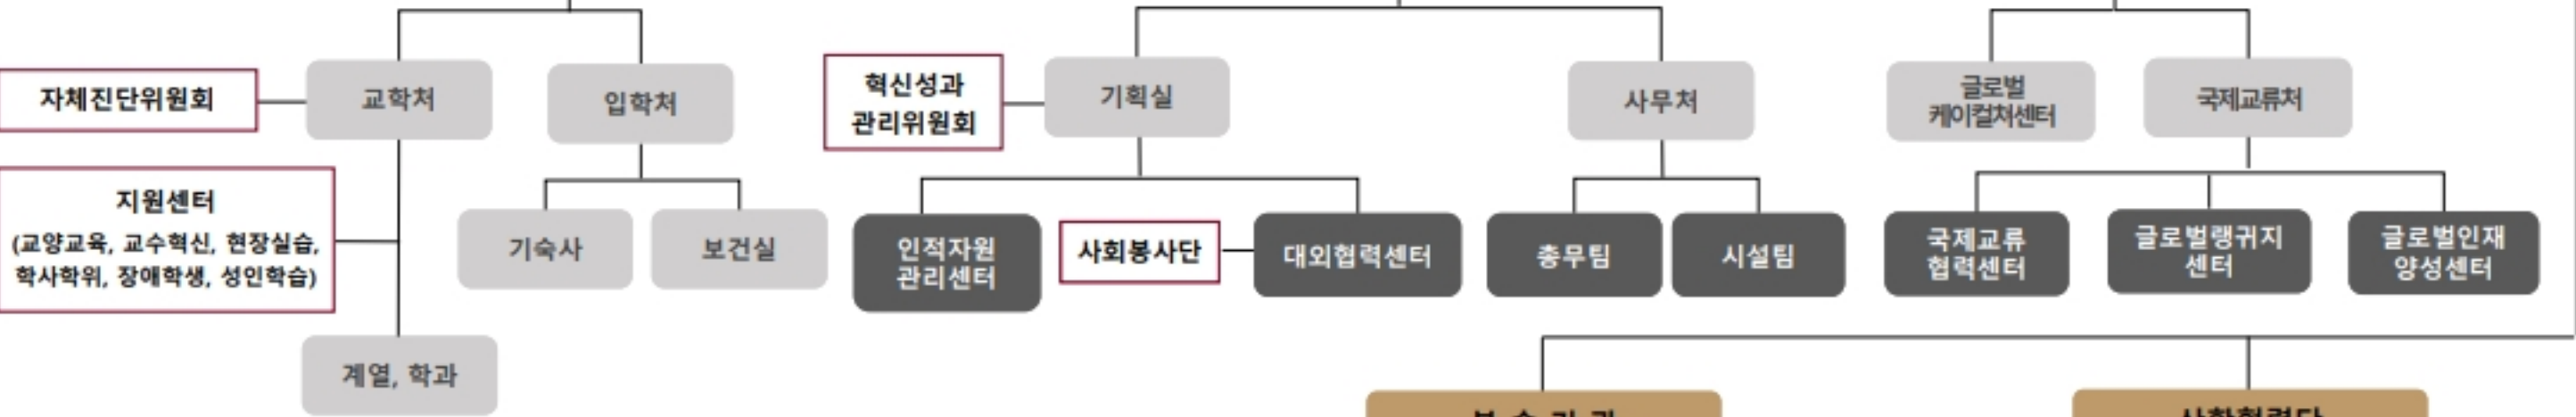 자체진단위원회
교학처
입학처
혁신성과
관리위원회
기획실
사무처
글로벌
케이컬쳐센터
국제교류처
지원센터
(교양교육, 교수혁신, 현장실습,
학사학위, 장애학생, 성인학습)
기숙사
보건실
인적자원
관리센터
사회봉사단
대외협력센터
총무팀
시설팀
국제교류
협력센터
글로벌랭귀지
센터
글로벌인재
양성센터
계열, 학과